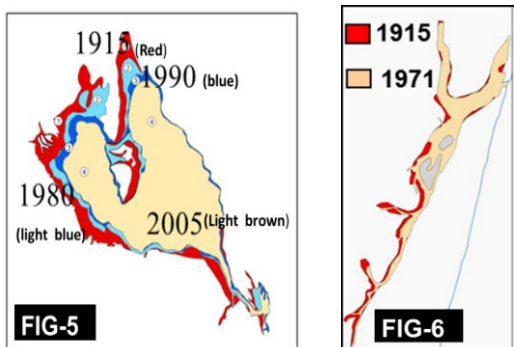 1915 (Red)
1990 (blue)
1980
(light blue)
2005 (Light brown)
FIG-5
1915
1971
FIG-6